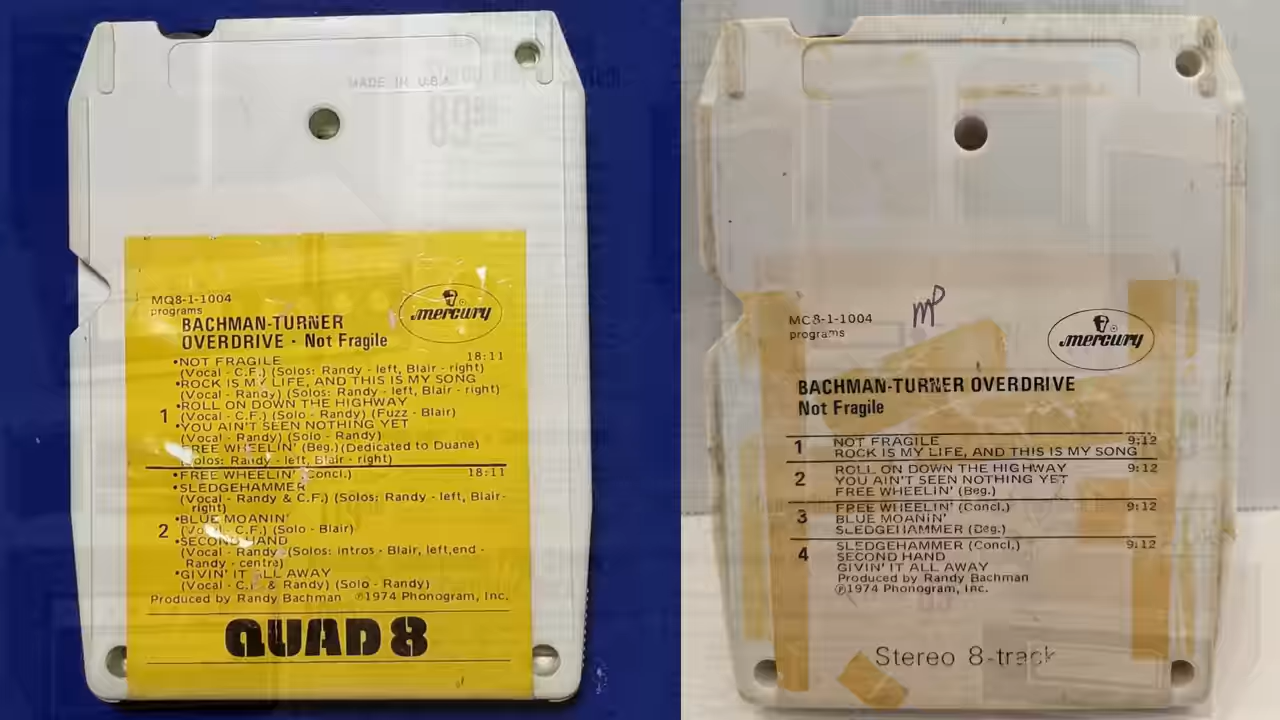 MADE IN U.S.A.
MQ8-1-1004
programs
mercury
BACHMAN-TURNER
OVERDRIVE · Not Fragile
•NOT FRAGILE 18:11
(Vocal - C.F.) (Solos: Randy - left, Blair - right)
•ROCK IS MY LIFE, AND THIS IS MY SONG
(Vocal - Randy) (Solos: Randy - left, Blair - right)
•ROLL ON DOWN THE HIGHWAY
1 (Vocal - C.F.) (Solo - Randy) (Fuzz - Blair)
•YOU AIN'T SEEN NOTHING YET
(Vocal - Randy) (Solo - Randy)
FREE WHEELIN' (Beg.) (Dedicated to Duane)
(Solos: Randy - left, Blair - right)
•FREE WHEELIN' (Concl.) 18:11
•SLEDGEHAMMER
(Vocal - Randy & C.F.) (Solos: Randy - left, Blair-
right)
•BLUE MOANIN'
2 (Vocal - C.F.) (Solo - Blair)
•SECOND HAND
(Vocal - Randy) (Solos: intros - Blair, left, end -
Randy - centre)
•GIVIN' IT ALL AWAY
(Vocal - C.F. & Randy) (Solo - Randy)
Produced by Randy Bachman ℗1974 Phonogram, Inc.
QUAD 8
MC8-1-1004
programs
MP
mercury
BACHMAN-TURNER OVERDRIVE
Not Fragile
1 NOT FRAGILE 9:12
ROCK IS MY LIFE, AND THIS IS MY SONG
2 ROLL ON DOWN THE HIGHWAY 9:12
YOU AIN'T SEEN NOTHING YET
FREE WHEELIN' (Beg.)
3 FREE WHEELIN' (Concl.) 9:12
BLUE MOANIN'
SLEDGEHAMMER (Beg.)
4 SLEDGEHAMMER (Concl.) 9:12
SECOND HAND
GIVIN' IT ALL AWAY
Produced by Randy Bachman
℗1974 Phonogram, Inc.
Stereo 8-track